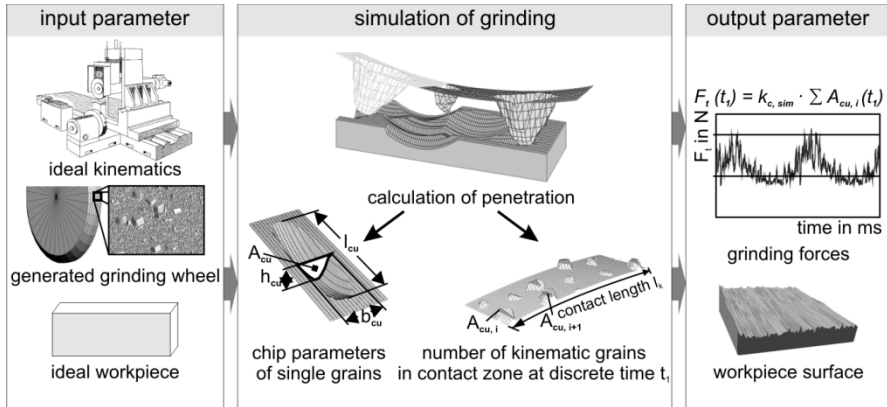 input parameter
ideal kinematics
generated grinding wheel
ideal workpiece
simulation of grinding
calculation of penetration
A_cu
h_cu
l_cu
b_cu
chip parameters
of single grains
A_cu, i
A_cu, i+1
contact length l_k
number of kinematic grains
in contact zone at discrete time t_1
output parameter
F_t (t_1) = k_c, sim · ∑ A_cu, i (t_1)
F_t in N
time in ms
grinding forces
workpiece surface